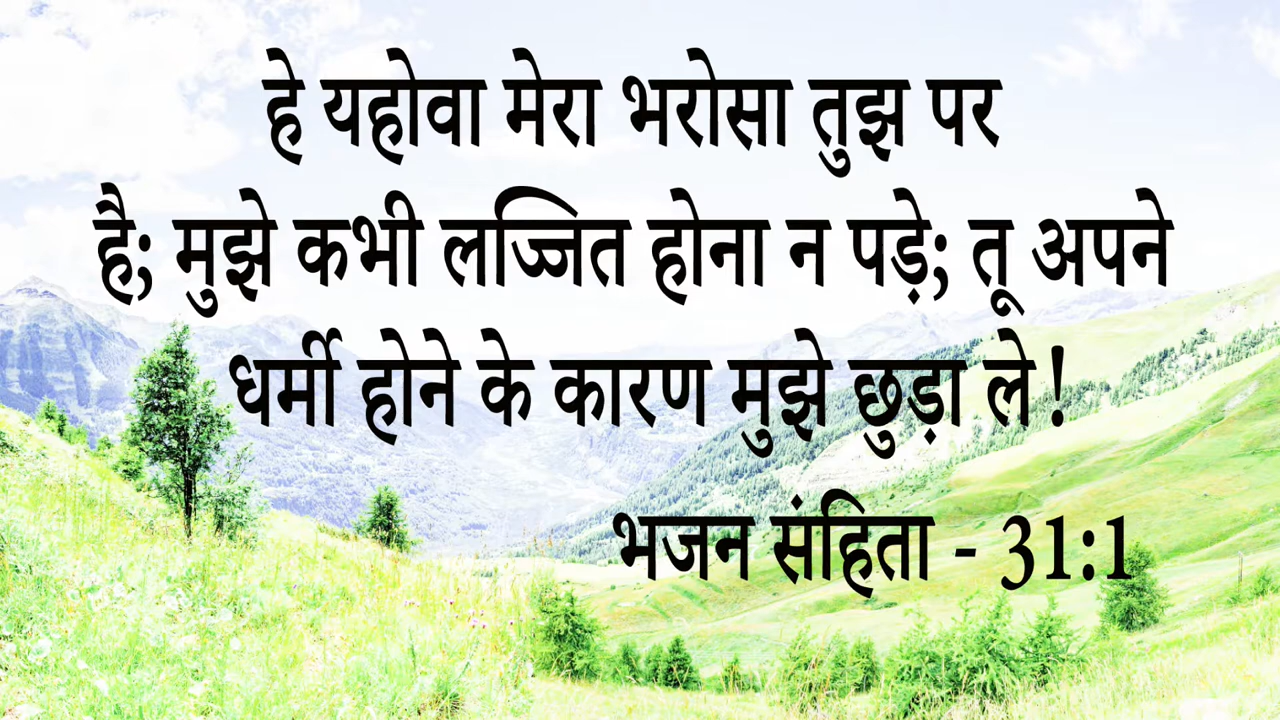 हे यहोवा मेरा भरोसा तुझ पर
है; मुझे कभी लज्जित होना न पड़े; तू अपने
धर्मी होने के कारण मुझे छुड़ा ले!
भजन संहिता - 31:1